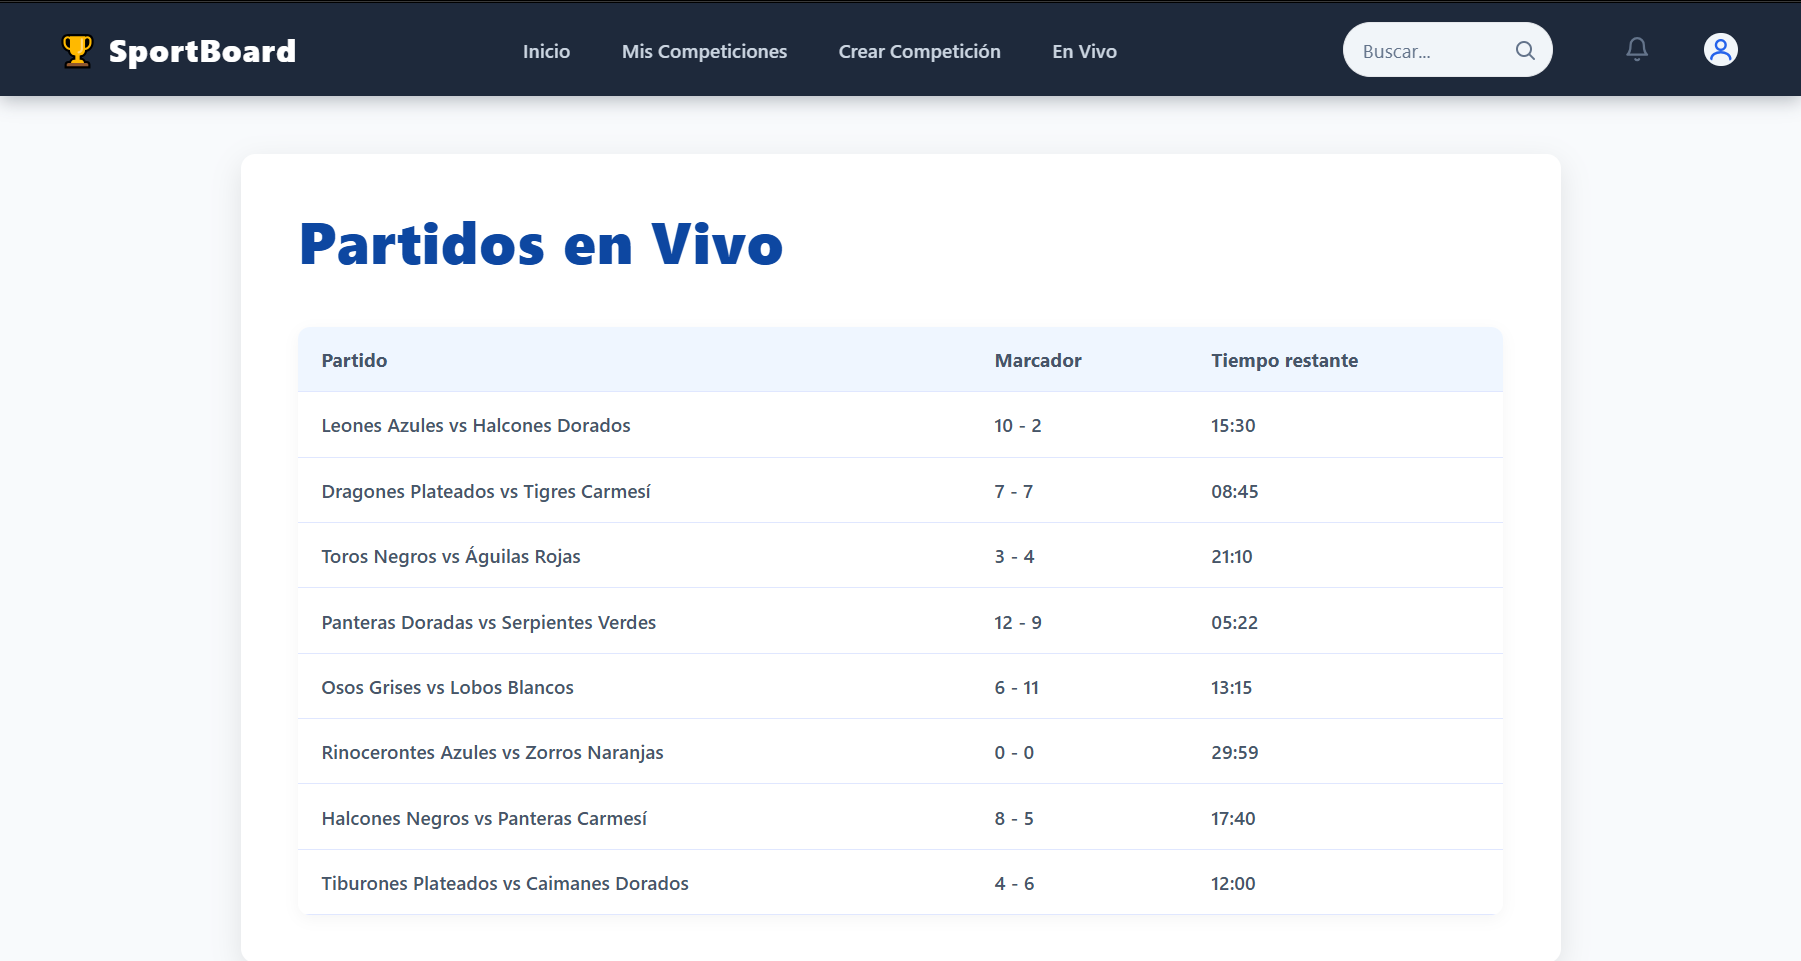 SportBoard Inicio Mis Competiciones Crear Competición En Vivo Buscar...
Partidos en Vivo
Partido Marcador Tiempo restante
Leones Azules vs Halcones Dorados 10 - 2 15:30
Dragones Plateados vs Tigres Carmesí 7 - 7 08:45
Toros Negros vs Águilas Rojas 3 - 4 21:10
Panteras Doradas vs Serpientes Verdes 12 - 9 05:22
Osos Grises vs Lobos Blancos 6 - 11 13:15
Rinocerontes Azules vs Zorros Naranjas 0 - 0 29:59
Halcones Negros vs Panteras Carmesí 8 - 5 17:40
Tiburones Plateados vs Caimanes Dorados 4 - 6 12:00